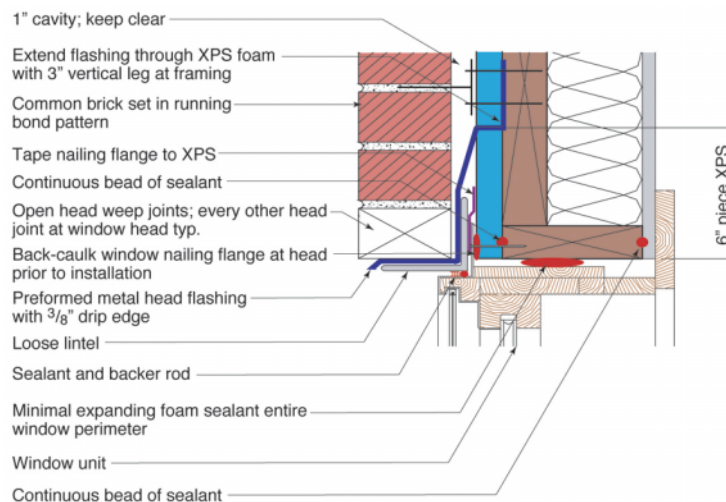 1” cavity; keep clear
Extend flashing through XPS foam
with 3” vertical leg at framing
Common brick set in running
bond pattern
Tape nailing flange to XPS
Continuous bead of sealant
Open head weep joints; every other head
joint at window head typ.
Back-caulk window nailing flange at head
prior to installation
Preformed metal head flashing
with 3/8” drip edge
Loose lintel
Sealant and backer rod
Minimal expanding foam sealant entire
window perimeter
Window unit
Continuous bead of sealant
6” piece XPS